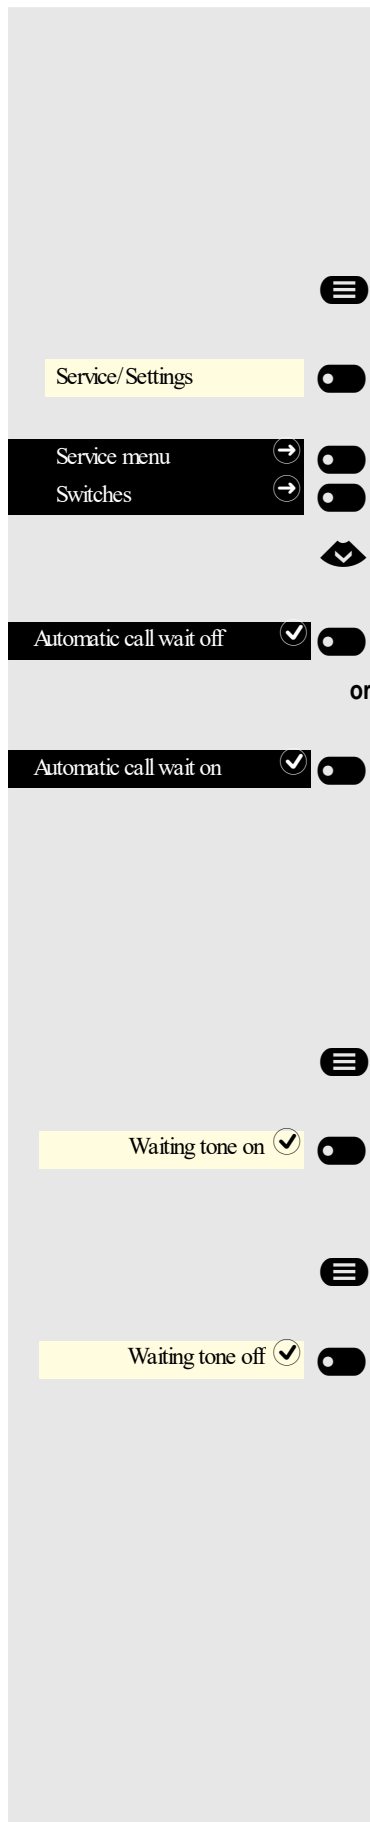 Service/Settings
Service menu
Switches
Automatic call wait off
or
Automatic call wait on
Waiting tone on
Waiting tone off